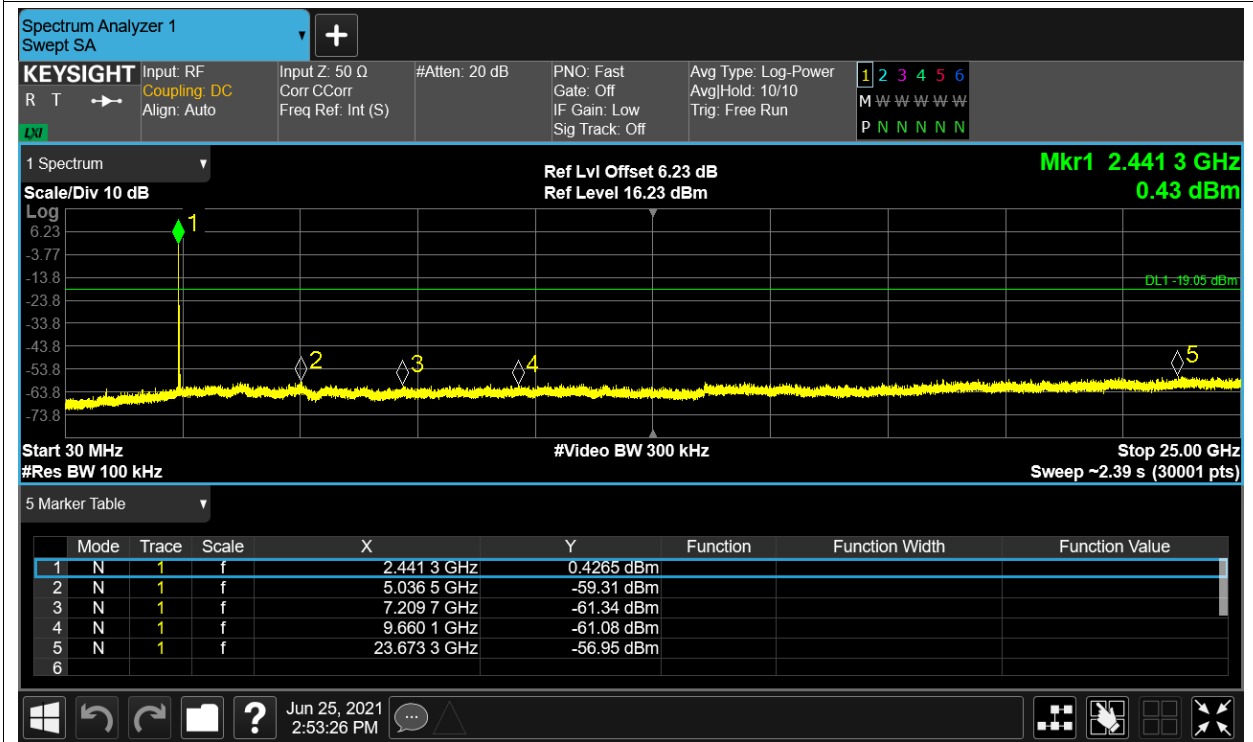 Spectrum Analyzer 1
Swept SA
+
KEYSIGHT
R T
LXI
Input: RF
Coupling: DC
Align: Auto
Input Z: 50 Ω
Corr CCorr
Freq Ref: Int (S)
#Atten: 20 dB
PNO: Fast
Gate: Off
IF Gain: Low
Sig Track: Off
Avg Type: Log-Power
Avg|Hold: 10/10
Trig: Free Run
1 2 3 4 5 6
M W W W W W
P N N N N N
1 Spectrum
Scale/Div 10 dB
Ref Lvl Offset 6.23 dB
Ref Level 16.23 dBm
Mkr1 2.441 3 GHz
0.43 dBm
Log
6.23
-3.77
-13.8
-23.8
-33.8
-43.8
-53.8
-63.8
-73.8
1
2
3
4
5
DL1 -19.05 dBm
Start 30 MHz
#Video BW 300 kHz
Stop 25.00 GHz
#Res BW 100 kHz
Sweep ~2.39 s (30001 pts)
5 Marker Table
Mode Trace Scale X Y Function Function Width Function Value
1 N 1 f 2.441 3 GHz 0.4265 dBm
2 N 1 f 5.036 5 GHz -59.31 dBm
3 N 1 f 7.209 7 GHz -61.34 dBm
4 N 1 f 9.660 1 GHz -61.08 dBm
5 N 1 f 23.673 3 GHz -56.95 dBm
6
?
Jun 25, 2021
2:53:26 PM